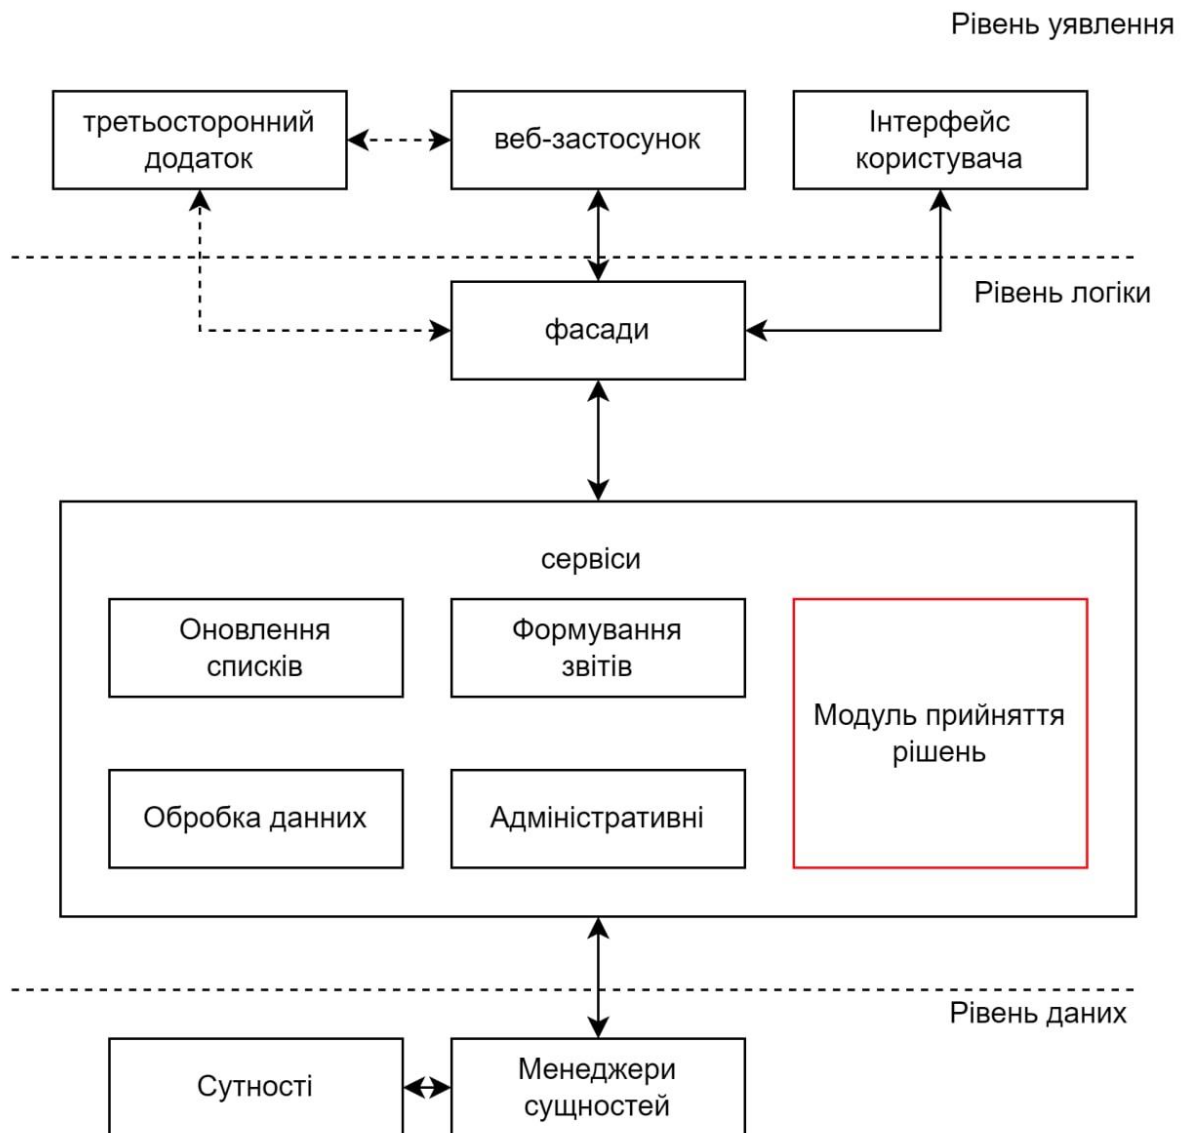 Рівень уявлення
третьосторонний
додаток
веб-застосунок
Інтерфейс
користувача
Рівень логіки
фасади
сервіси
Оновлення
списків
Формування
звітів
Модуль прийняття
рішень
Обробка данних
Адміністративні
Рівень даних
Сутності
Менеджери
сущностей